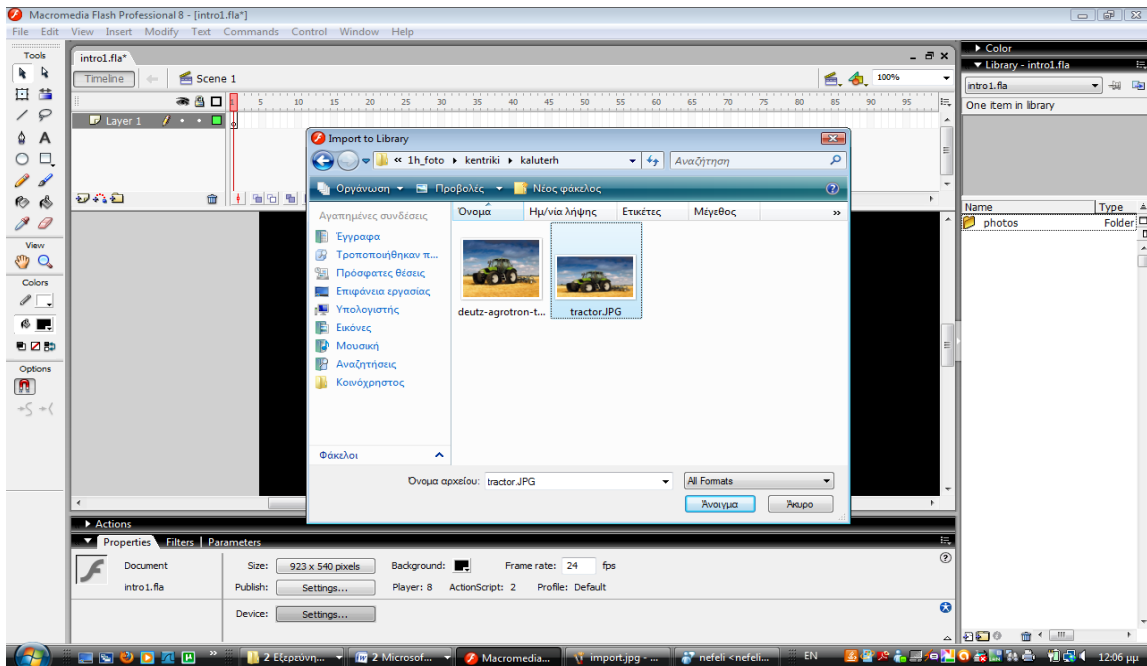 Macromedia Flash Professional 8 - [intro1.fla*]
File Edit View Insert Modify Text Commands Control Window Help
Tools
View
Colors
Options
intro1.fla*
Timeline
Scene 1
100%
1 5 10 15 20 25 30 35 40 45 50 55 60 65 70 75 80 85 90 95
Layer 1
Import to Library
« 1h_foto kentriki kaluterh
Αναζήτηση
Οργάνωση Προβολές Νέος φάκελος
Αγαπημένες συνδέσεις
Έγγραφα
Τροποποιήθηκαν π...
Πρόσφατες θέσεις
Επιφάνεια εργασίας
Υπολογιστής
Εικόνες
Μουσική
Αναζητήσεις
Κοινόχρηστος
Φάκελοι
Όνομα Ημ/νία λήψης Ετικέτες Μέγεθος »
deutz-agrotron-t... tractor.JPG
Όνομα αρχείου: tractor.JPG
All Formats
Άνοιγμα Άκυρο
Color
Library - intro1.fla
intro1.fla
One item in library
Name Type
photos Folder
Actions
Properties Filters Parameters
Document
intro1.fla
Size: 923 x 540 pixels Background: Frame rate: 24 fps
Publish: Settings... Player: 8 ActionScript: 2 Profile: Default
Device: Settings...
» 2 Εξερεύνη... 2 Microsof... Macromedia... import.jpg - ... nefeli <nefeli... EN 12:06 μμ